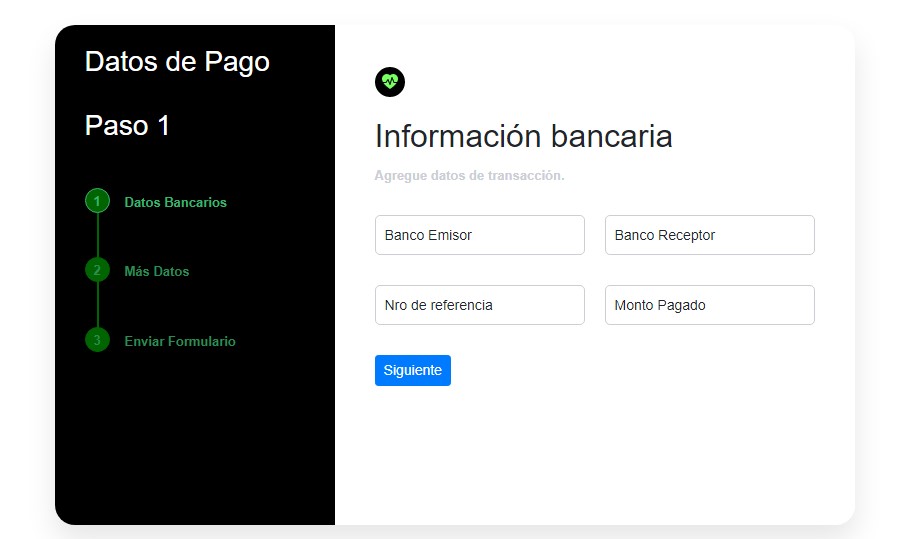 Datos de Pago
Paso 1
1 Datos Bancarios
2 Más Datos
3 Enviar Formulario
Información bancaria
Agregue datos de transacción.
Banco Emisor
Banco Receptor
Nro de referencia
Monto Pagado
Siguiente